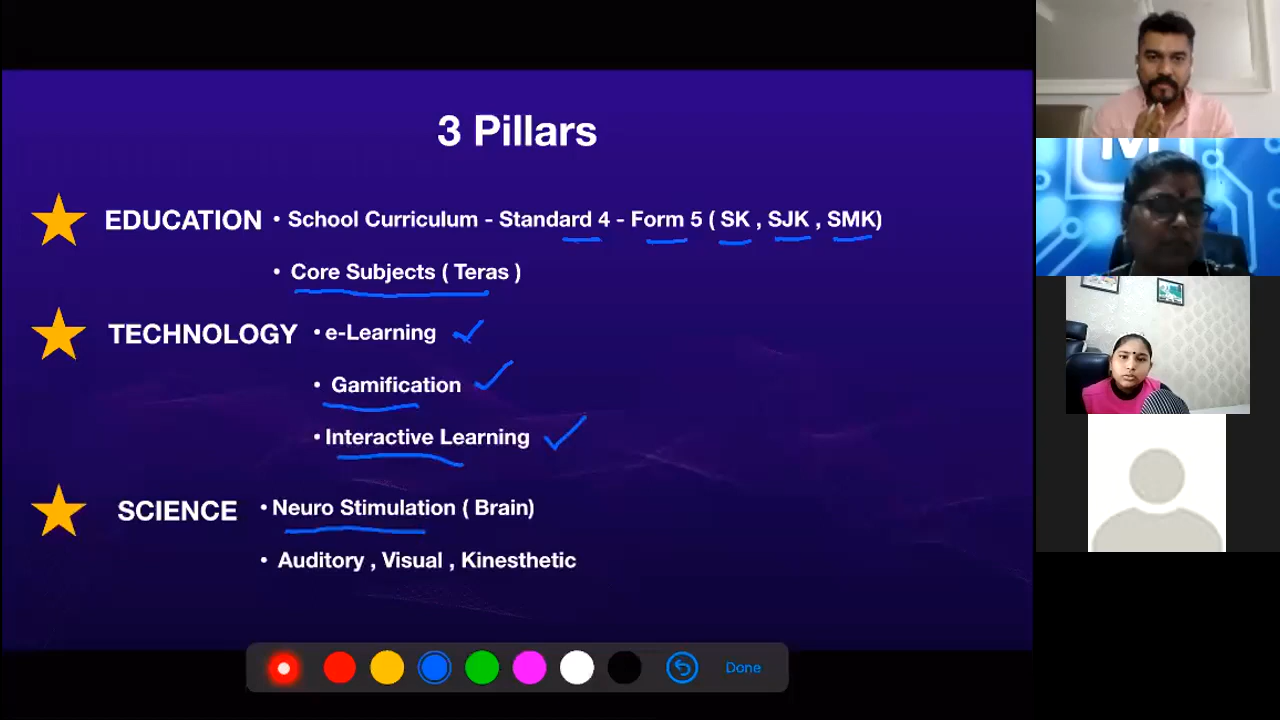 3 Pillars
EDUCATION • School Curriculum - Standard 4 - Form 5 ( SK , SJK , SMK)
• Core Subjects ( Teras )
TECHNOLOGY • e-Learning
• Gamification
• Interactive Learning
SCIENCE • Neuro Stimulation ( Brain)
• Auditory , Visual , Kinesthetic
Done